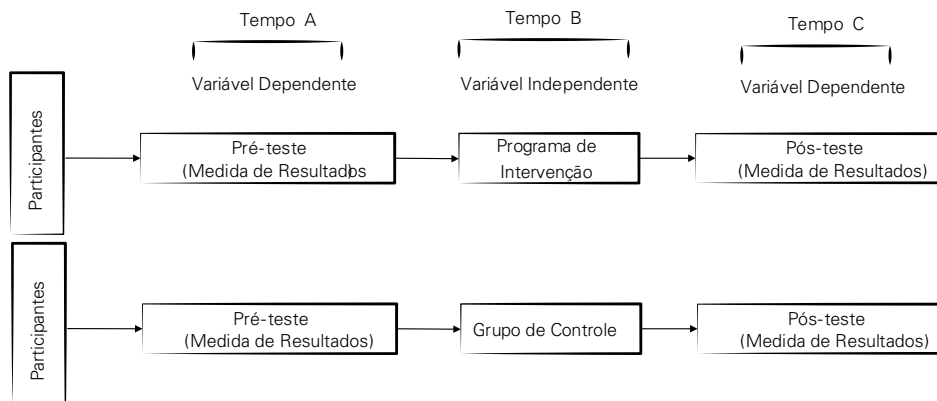 Tempo A
Tempo B
Tempo C
Variável Dependente
Variável Independente
Variável Dependente
Participantes
Pré-teste
(Medida de Resultados)
Programa de
Intervenção
Pós-teste
(Medida de Resultados)
Participantes
Pré-teste
(Medida de Resultados)
Grupo de Controle
Pós-teste
(Medida de Resultados)